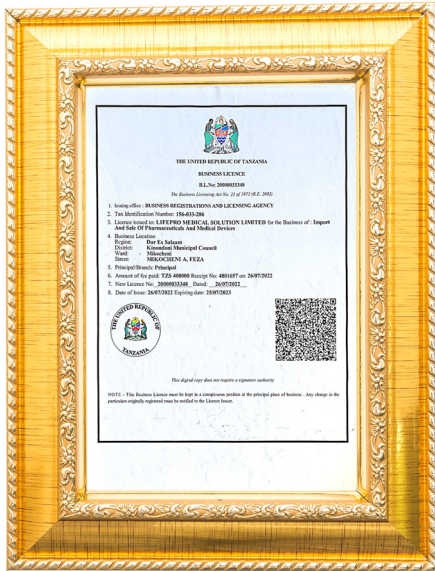 THE UNITED REPUBLIC OF TANZANIA
BUSINESS LICENCE
B.L.No: 20000033348
The Business Licensing Act No. 25 of 1972 (R.E. 2002)
1. Issuing office : BUSINESS REGISTRATIONS AND LICENSING AGENCY
2. Tax Identification Number: 156-033-286
3. Licence issued to: LIFEPRO MEDICAL SOLUTION LIMITED for the Business of : Import
And Sale Of Pharmaceuticals And Medical Devices
4. Business Location
Region: Dar Es Salaam
District: Kinondoni Municipal Council
Ward: : Mikocheni
Street: MIKOCHENI A, FEZA
5. Principal/Branch: Principal
6. Amount of fee paid: TZS 400000 Receipt No: 4801657 on: 26/07/2022
7. New Licence No: 20000033348 Dated: 26/07/2022
8. Date of Issue: 26/07/2022 Expiring date: 25/07/2023
THE UNITED REPUBLIC OF
TANZANIA
This digital copy does not require a signature authority
NOTE - This Business Licence must be kept in a conspicuous position at the principal place of business . Any change in the
particulars originally registered must be notified to the Licence Issuer.